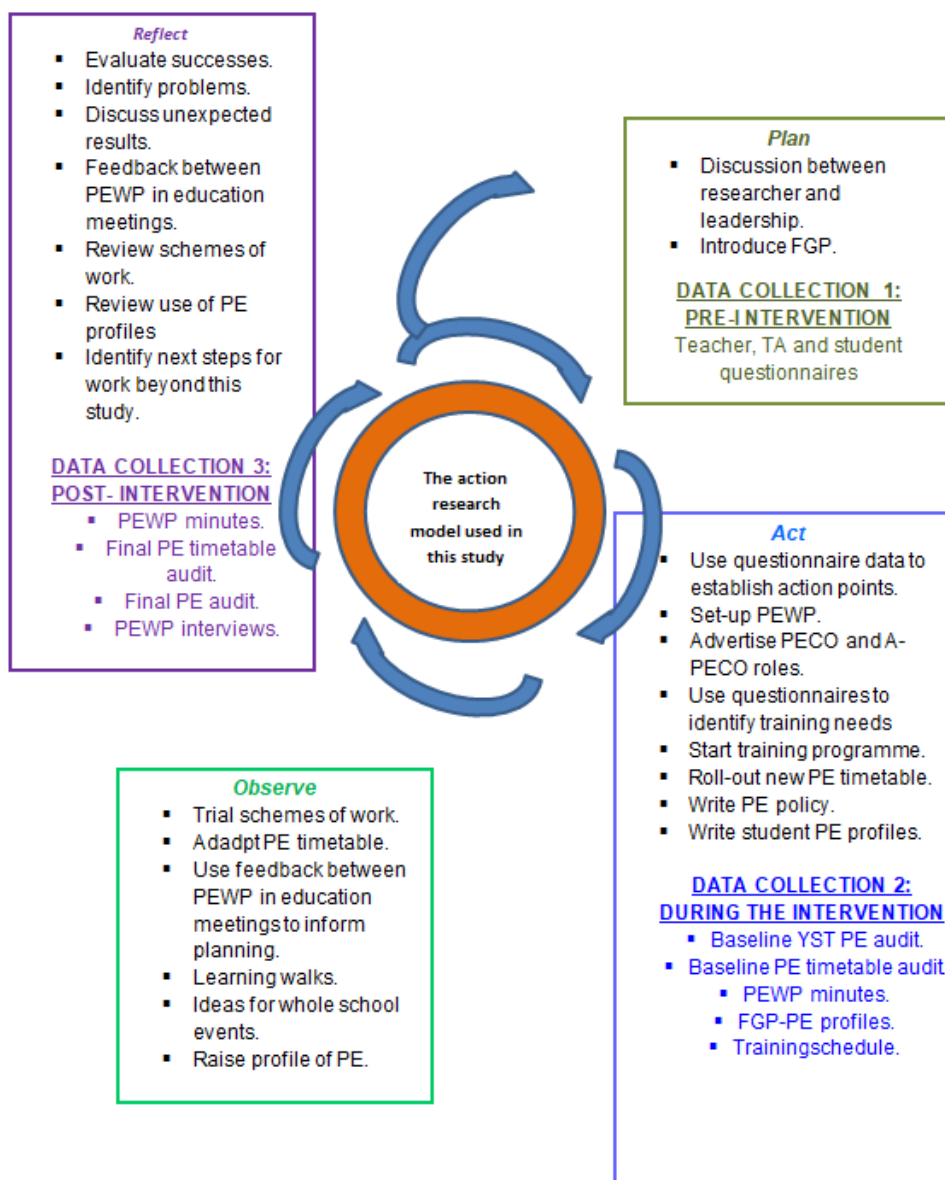 Reflect
▪ Evaluate successes.
▪ Identify problems.
▪ Discuss unexpected
results.
▪ Feedback between
PEWP in education
meetings.
▪ Review schemes of
work.
▪ Review use of PE
profiles
▪ Identify next steps for
work beyond this
study.
DATA COLLECTION 3:
POST- INTERVENTION
▪ PEWP minutes.
▪ Final PE timetable
audit.
▪ Final PE audit.
▪ PEWP interviews.
Plan
▪ Discussion between
researcher and
leadership.
▪ Introduce FGP.
DATA COLLECTION 1:
PRE-I NTERVENTION
Teacher, TA and student
questionnaires
The action
research
model used in
this study
Act
▪ Use questionnaire data to
establish action points.
▪ Set-up PEWP.
▪ Advertise PECO and A-
PECO roles.
▪ Use questionnaires to
identify training needs
▪ Start training programme.
▪ Roll-out new PE timetable.
▪ Write PE policy.
▪ Write student PE profiles.
DATA COLLECTION 2:
DURING THE INTERVENTION
▪ Baseline YST PE audit.
▪ Baseline PE timetable audit.
▪ PEWP minutes.
▪ FGP-PE profiles.
▪ Trainingschedule.
Observe
▪ Trial schemes of work.
▪ Adadpt PE timetable.
▪ Use feedback between
PEWP in education
meetings to inform
planning.
▪ Learning walks.
▪ Ideas for whole school
events.
▪ Raise profile of PE.